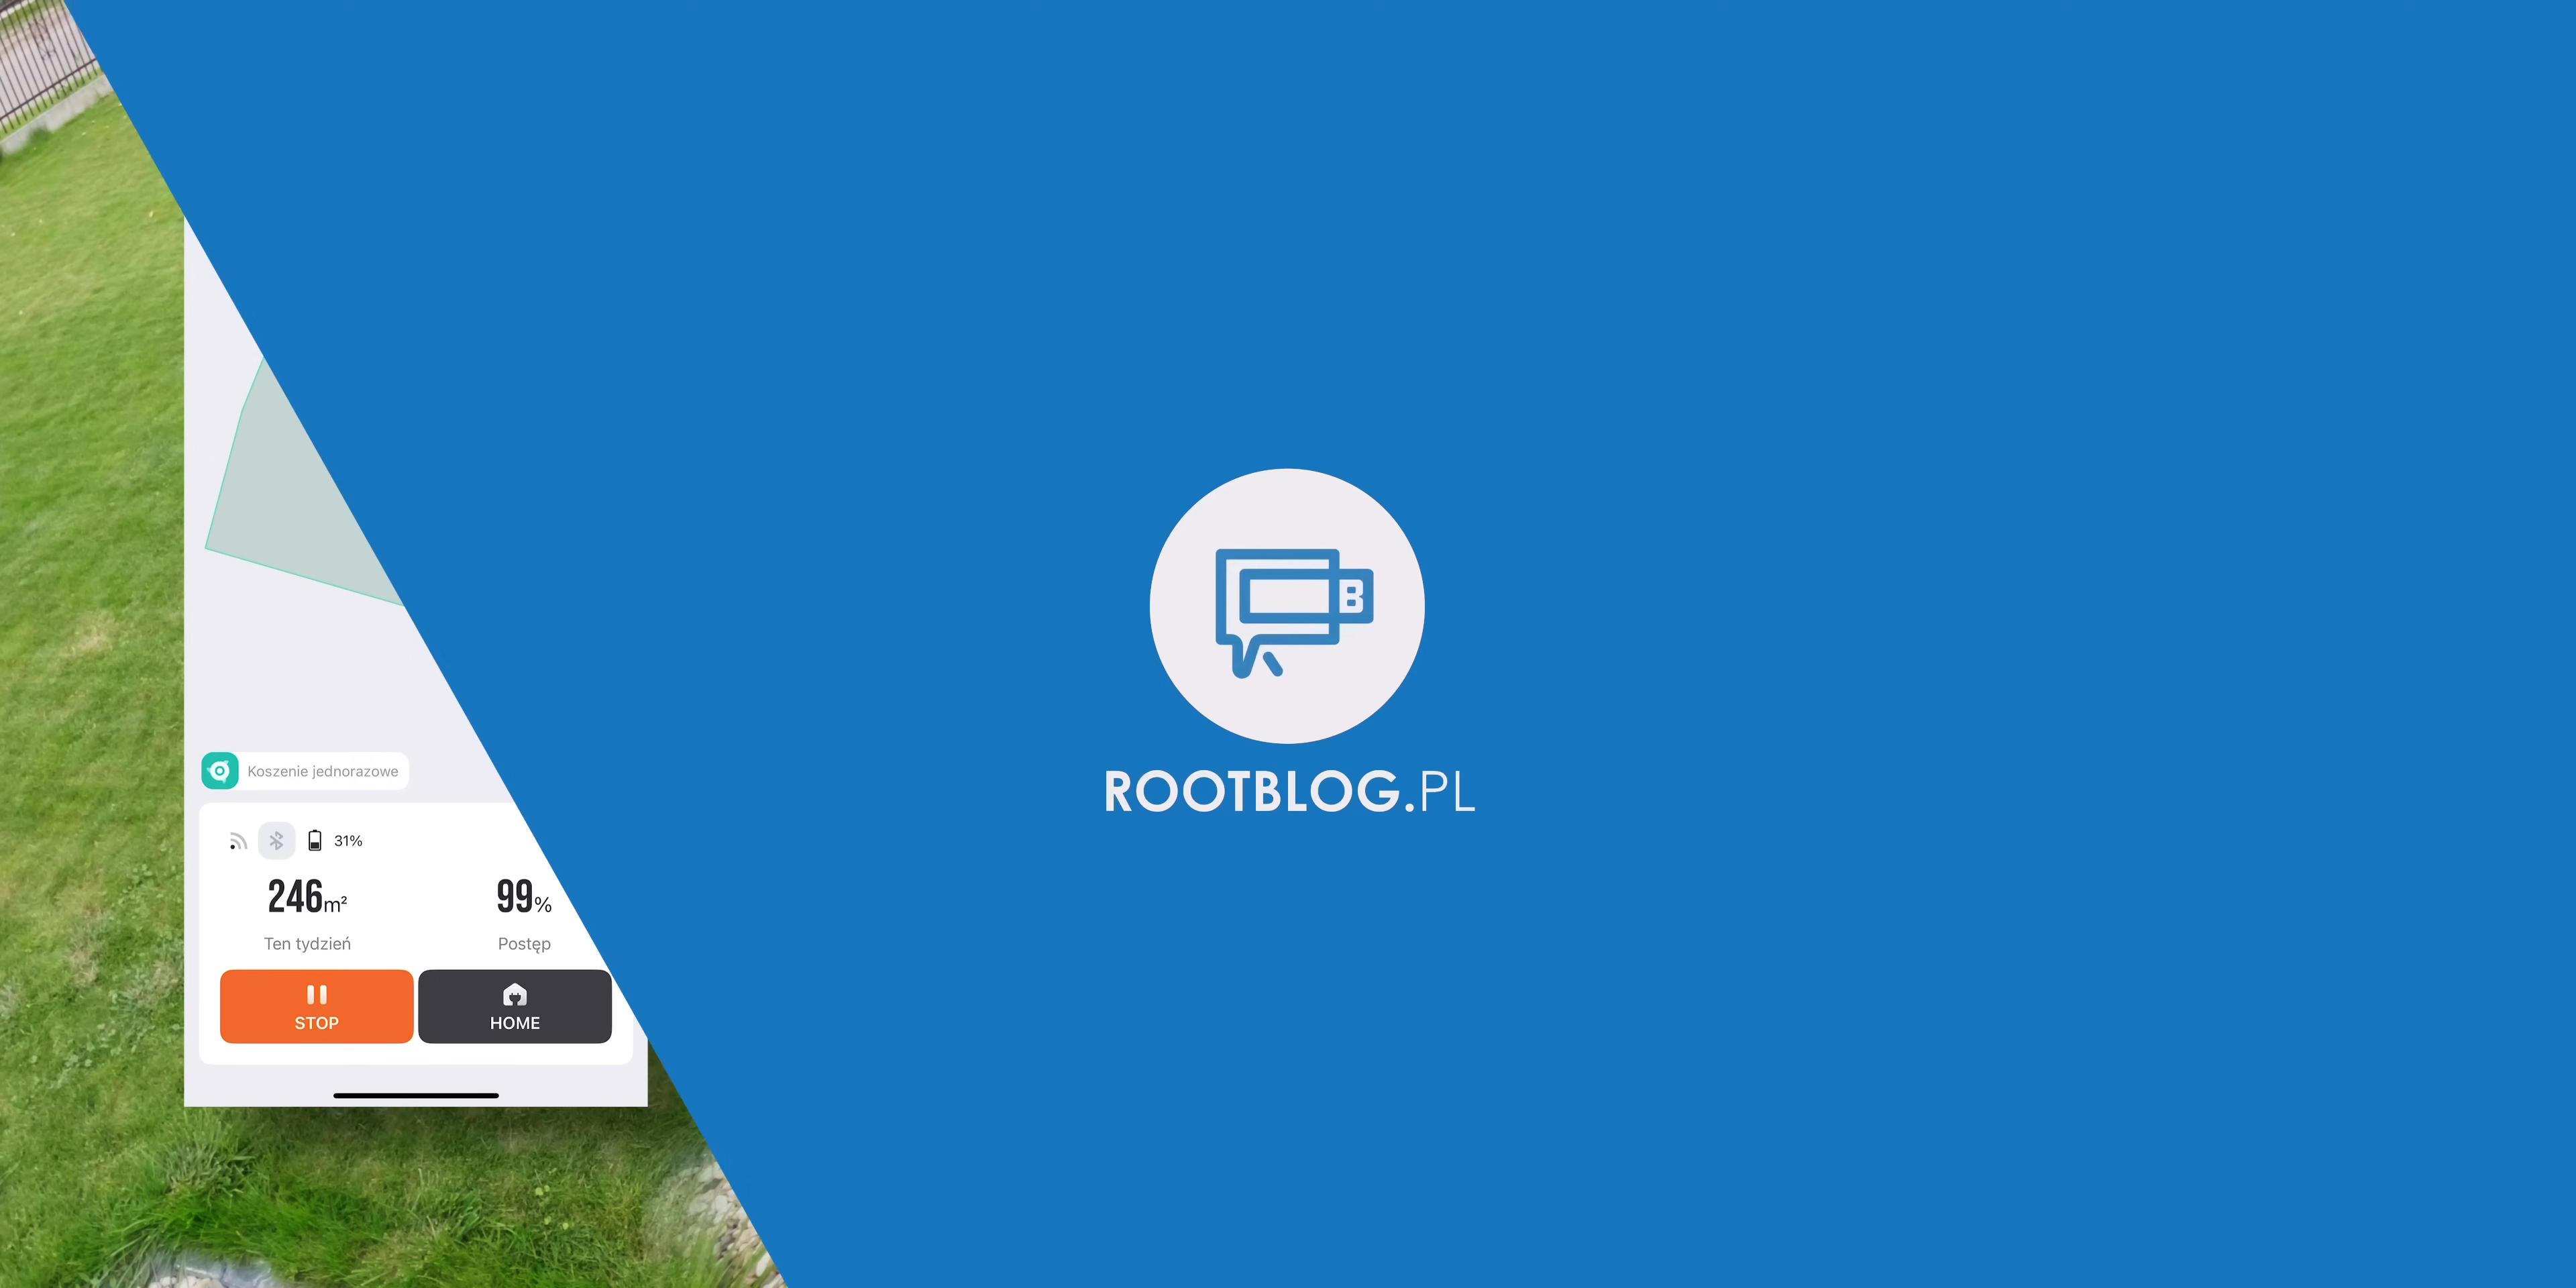 Koszenie jednorazowe
31%
246m² 99%
Ten tydzień Postęp
STOP HOME
B
ROOTBLOG.PL